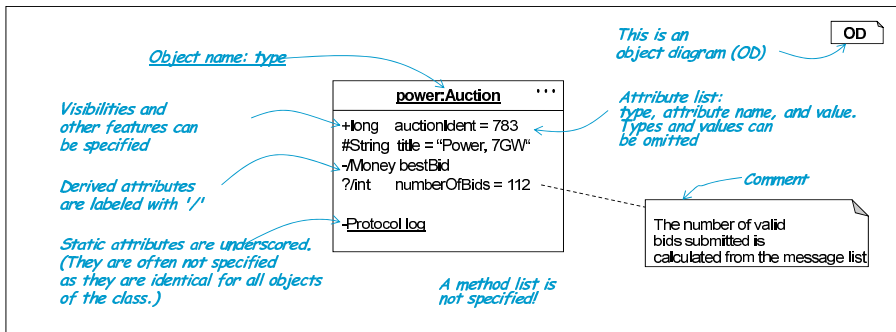 This is an
object diagram (OD)
OD
Object name: type
power:Auction
...
Visibilities and
other features can
be specified
+long auctionIdent = 783
#String title = “Power, 7GW“
-/Money bestBid
?/int numberOfBids = 112
-Protocol log
Attribute list:
type, attribute name, and value.
Types and values can
be omitted
Derived attributes
are labeled with '/'
Comment
The number of valid
bids submitted is
calculated from the message list
Static attributes are underscored.
(They are often not specified
as they are identical for all objects
of the class.)
A method list is
not specified!